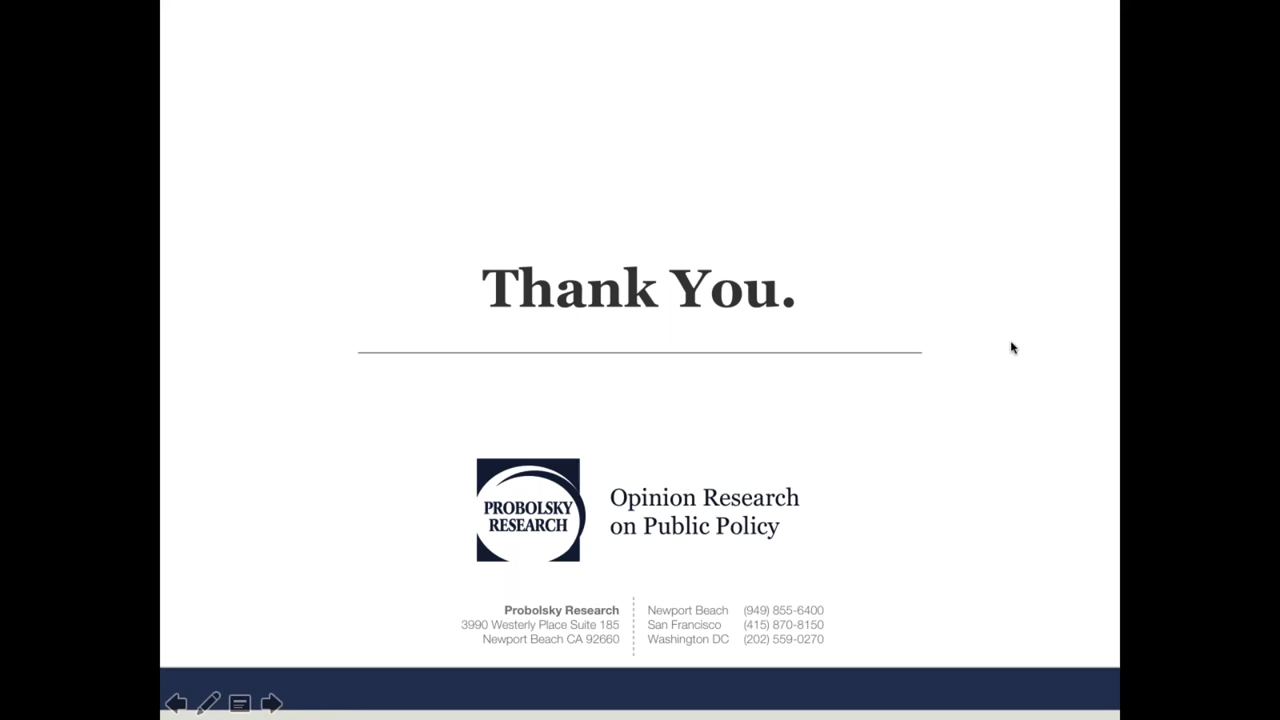 Thank You.
PROBOLSKY
RESEARCH
Opinion Research
on Public Policy
Probolsky Research
3990 Westerly Place Suite 185
Newport Beach CA 92660
Newport Beach (949) 855-6400
San Francisco (415) 870-8150
Washington DC (202) 559-0270